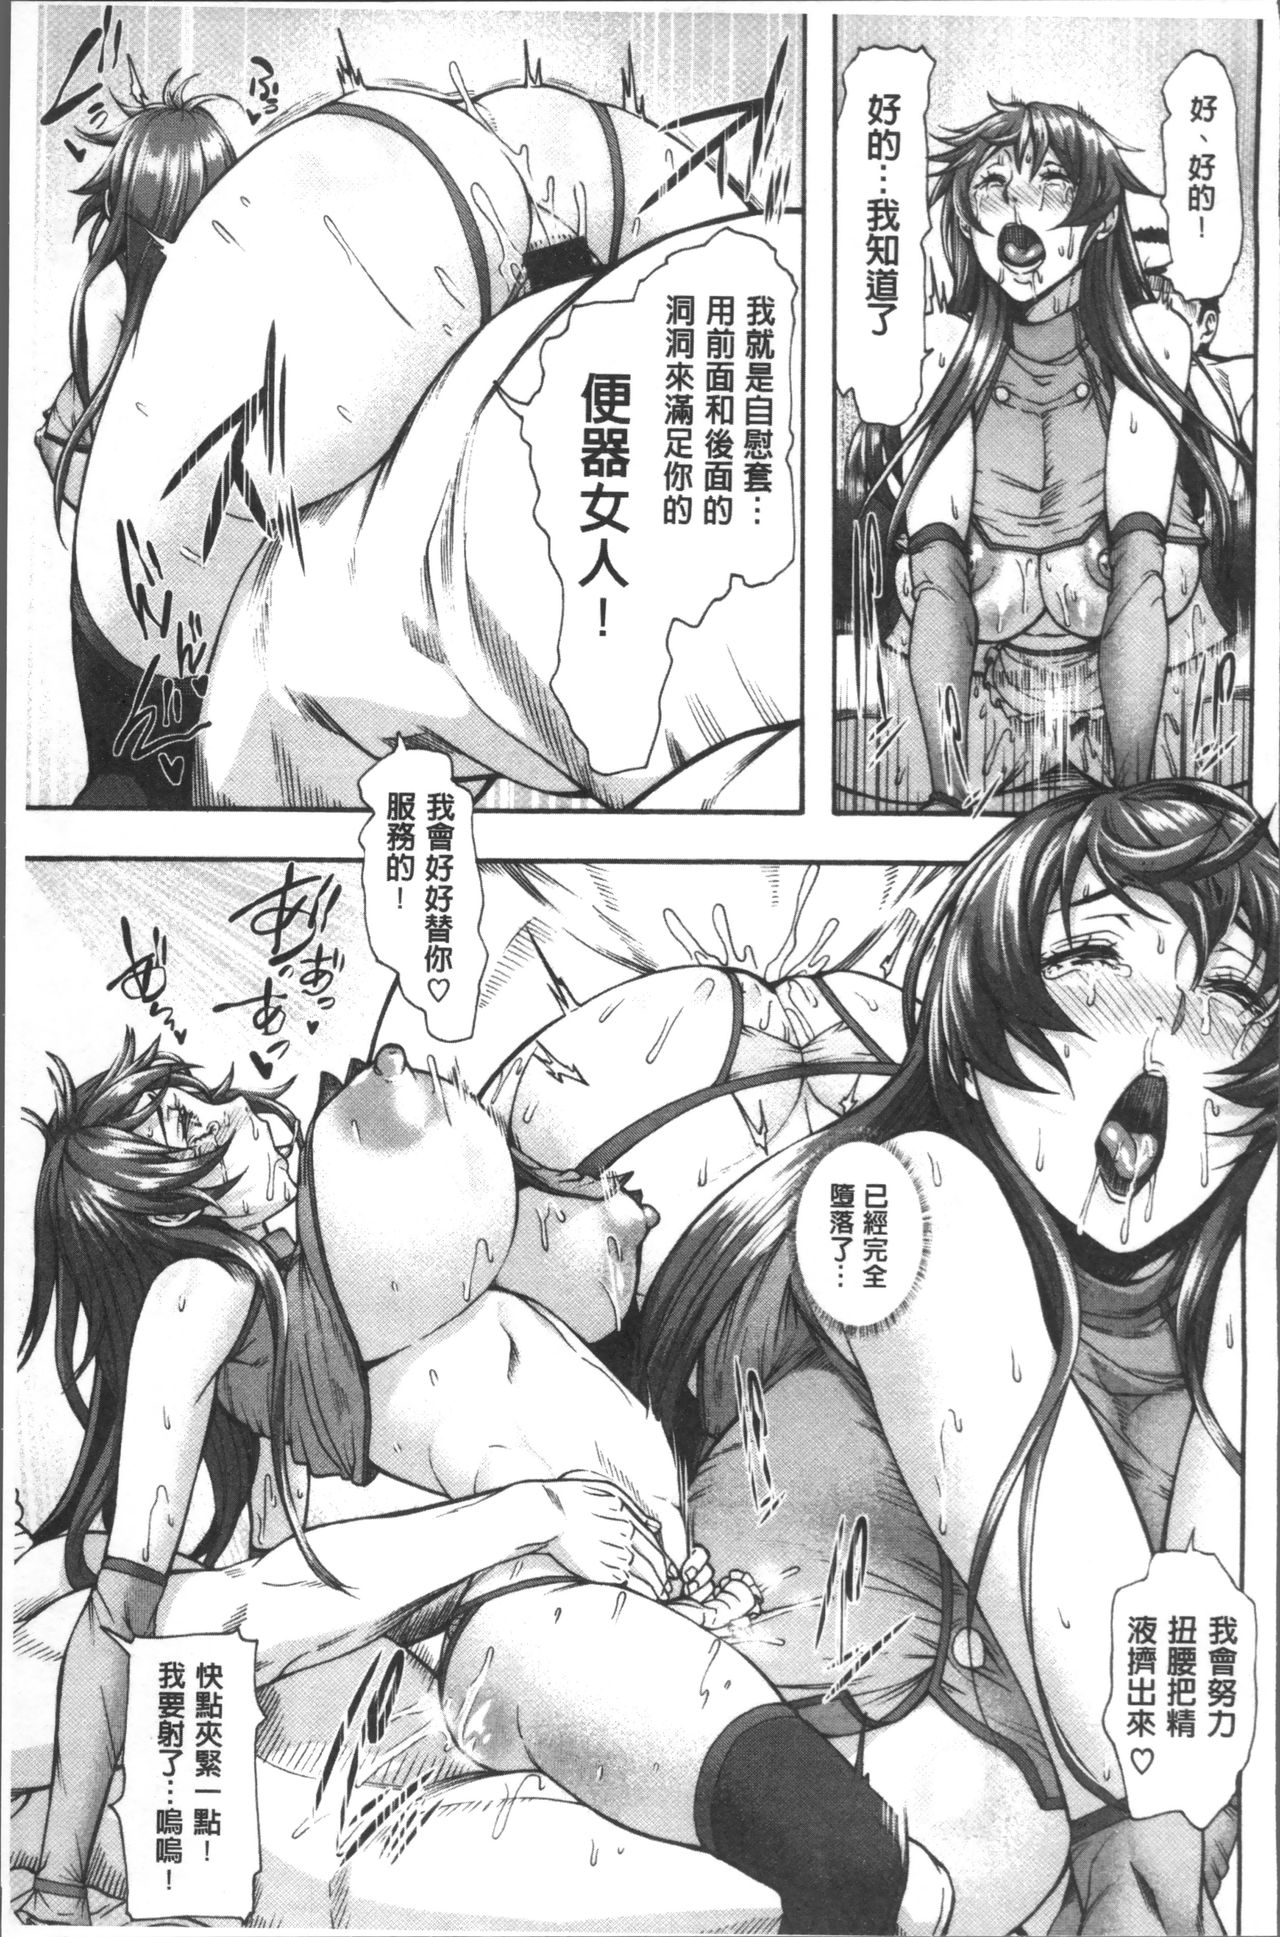 好、好的！
好的…我知道了
我就是自慰套…
用前面和後面的
洞洞來滿足你的
便器女人！
我會好好替你
服務的！
已經完全
墮落了…
我會努力
扭腰把精
液擠出來♡
快點夾緊一點！
我要射了…嗚嗚！